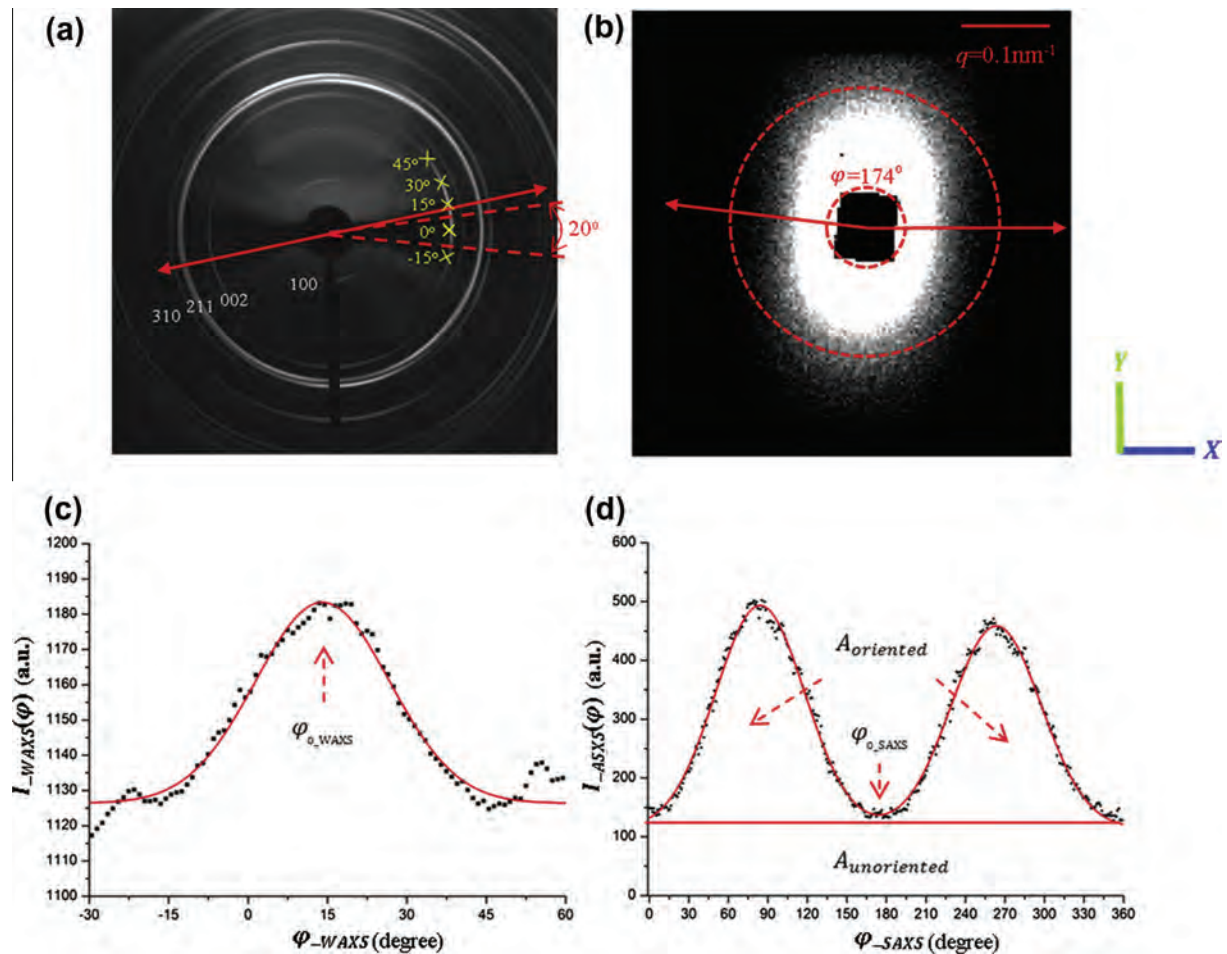 (a)
45°
30°
15°
0°
-15°
20°
100
310 211 002
(b)
q=0.1nm⁻¹
φ=174°
Y
X
(c)
I_WAXS(φ) (a.u.)
1200
1190
1180
1170
1160
1150
1140
1130
1120
1110
1100
φ0_WAXS
-30 -15 0 15 30 45 60
φ_WAXS (degree)
(d)
I_ASXS(φ) (a.u.)
600
500
400
300
200
100
0
Aoriented
φ0_SAXS
Aunoriented
0 30 60 90 120 150 180 210 240 270 300 330 360
φ_SAXS (degree)